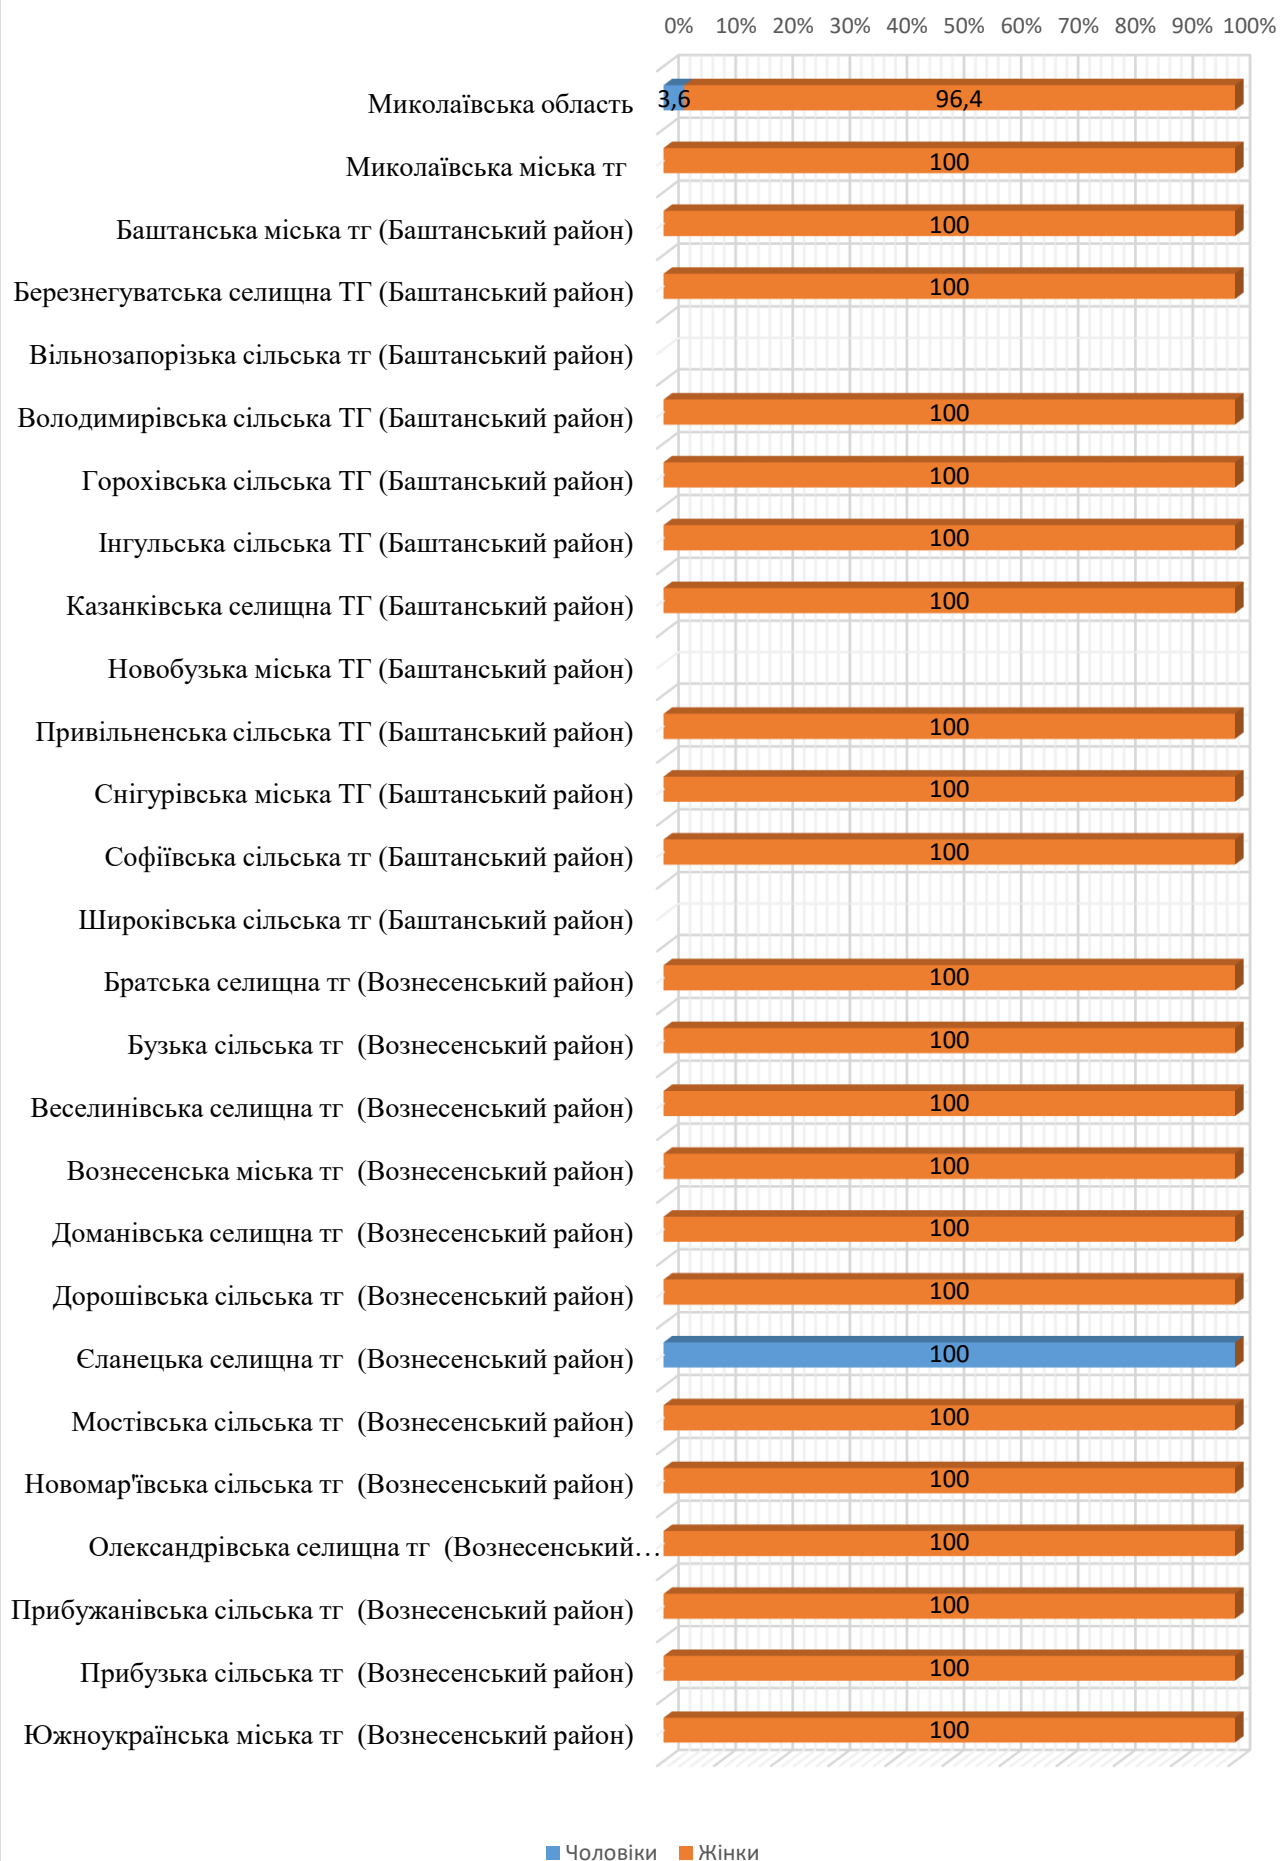 0% 10% 20% 30% 40% 50% 60% 70% 80% 90% 100%
Миколаївська область 3,6 96,4
Миколаївська міська тг 100
Баштанська міська тг (Баштанський район) 100
Березнегуватська селищна ТГ (Баштанський район) 100
Вільнозапорізька сільська тг (Баштанський район)
Володимирівська сільська ТГ (Баштанський район) 100
Горохівська сільська ТГ (Баштанський район) 100
Інгульська сільська ТГ (Баштанський район) 100
Казанківська селищна ТГ (Баштанський район) 100
Новобузька міська ТГ (Баштанський район)
Привільненська сільська ТГ (Баштанський район) 100
Снігурівська міська ТГ (Баштанський район) 100
Софіївська сільська тг (Баштанський район) 100
Широківська сільська тг (Баштанський район)
Братська селищна тг (Вознесенський район) 100
Бузька сільська тг (Вознесенський район) 100
Веселинівська селищна тг (Вознесенський район) 100
Вознесенська міська тг (Вознесенський район) 100
Доманівська селищна тг (Вознесенський район) 100
Дорошівська сільська тг (Вознесенський район) 100
Єланецька селищна тг (Вознесенський район) 100
Мостівська сільська тг (Вознесенський район) 100
Новомар'ївська сільська тг (Вознесенський район) 100
Олександрівська селищна тг (Вознесенський… 100
Прибужанівська сільська тг (Вознесенський район) 100
Прибузька сільська тг (Вознесенський район) 100
Южноукраїнська міська тг (Вознесенський район) 100
Чоловіки Жінки